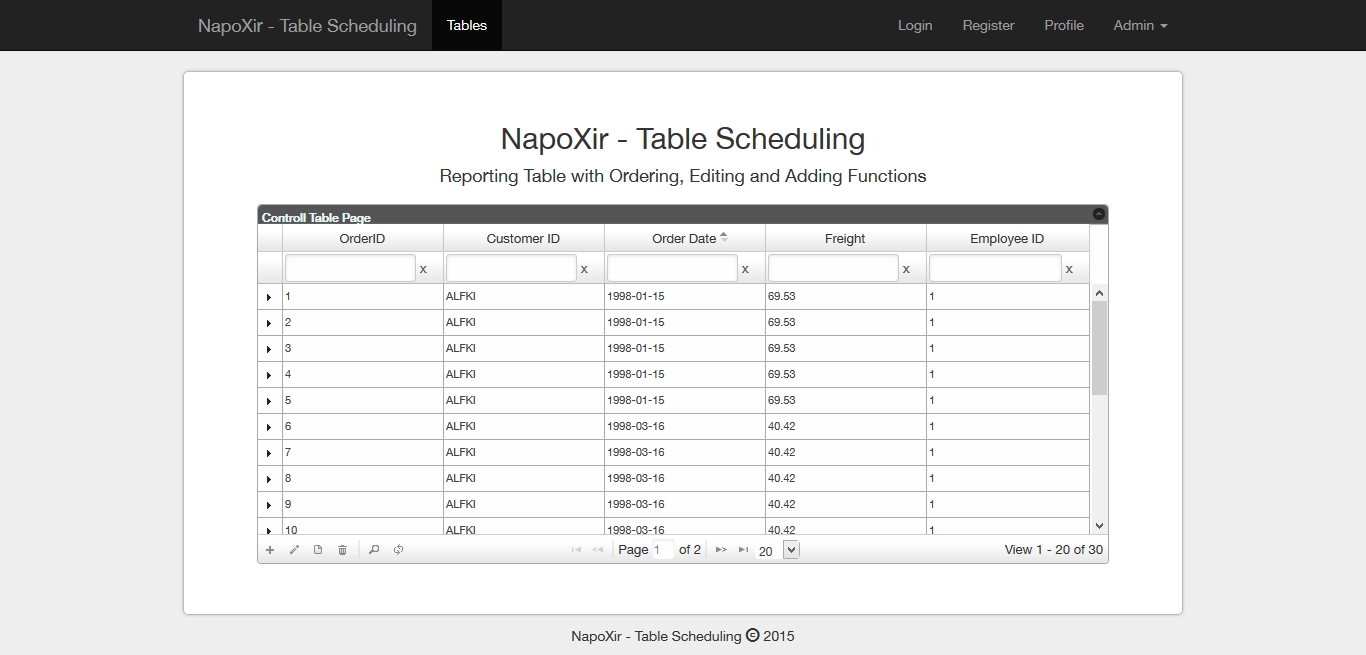 NapoXir - Table Scheduling Tables Login Register Profile Admin
NapoXir - Table Scheduling
Reporting Table with Ordering, Editing and Adding Functions
Controll Table Page
OrderID Customer ID Order Date Freight Employee ID
x x x x x
1 ALFKI 1998-01-15 69.53 1
2 ALFKI 1998-01-15 69.53 1
3 ALFKI 1998-01-15 69.53 1
4 ALFKI 1998-01-15 69.53 1
5 ALFKI 1998-01-15 69.53 1
6 ALFKI 1998-03-16 40.42 1
7 ALFKI 1998-03-16 40.42 1
8 ALFKI 1998-03-16 40.42 1
9 ALFKI 1998-03-16 40.42 1
10 ALFKI 1998-03-16 40.42 1
Page 1 of 2 20 View 1 - 20 of 30
NapoXir - Table Scheduling © 2015